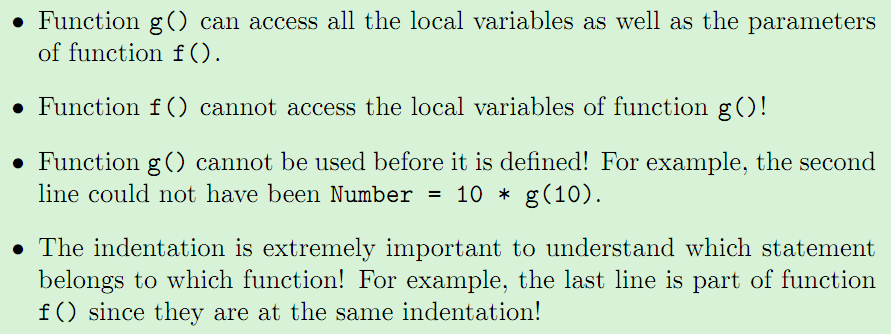 • Function g() can access all the local variables as well as the parameters
of function f().
• Function f() cannot access the local variables of function g()!
• Function g() cannot be used before it is defined! For example, the second
line could not have been Number = 10 * g(10).
• The indentation is extremely important to understand which statement
belongs to which function! For example, the last line is part of function
f() since they are at the same indentation!